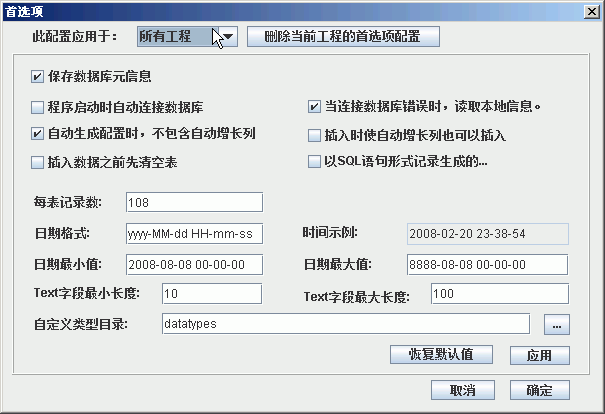 首选项
此配置应用于： 所有工程 删除当前工程的首选项配置
保存数据库元信息
程序启动时自动连接数据库 当连接数据库错误时，读取本地信息。
自动生成配置时，不包含自动增长列 插入时使自动增长列也可以插入
插入数据之前先清空表 以SQL语句形式记录生成的...
每表记录数: 108
日期格式: yyyy-MM-dd HH-mm-ss 时间示例: 2008-02-20 23-38-54
日期最小值: 2008-08-08 00-00-00 日期最大值: 8888-08-08 00-00-00
Text字段最小长度: 10 Text字段最大长度: 100
自定义类型目录: datatypes ...
恢复默认值 应用
取消 确定